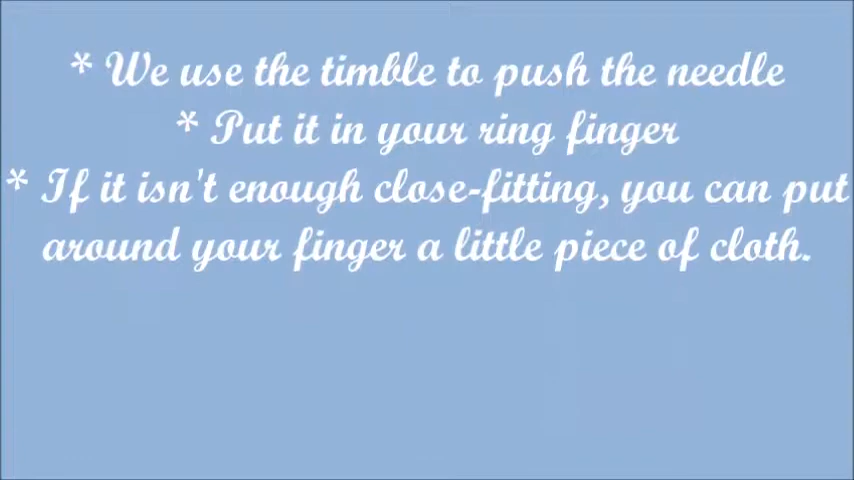 * We use the timble to push the needle
* Put it in your ring finger
* If it isn't enough close-fitting, you can put
around your finger a little piece of cloth.